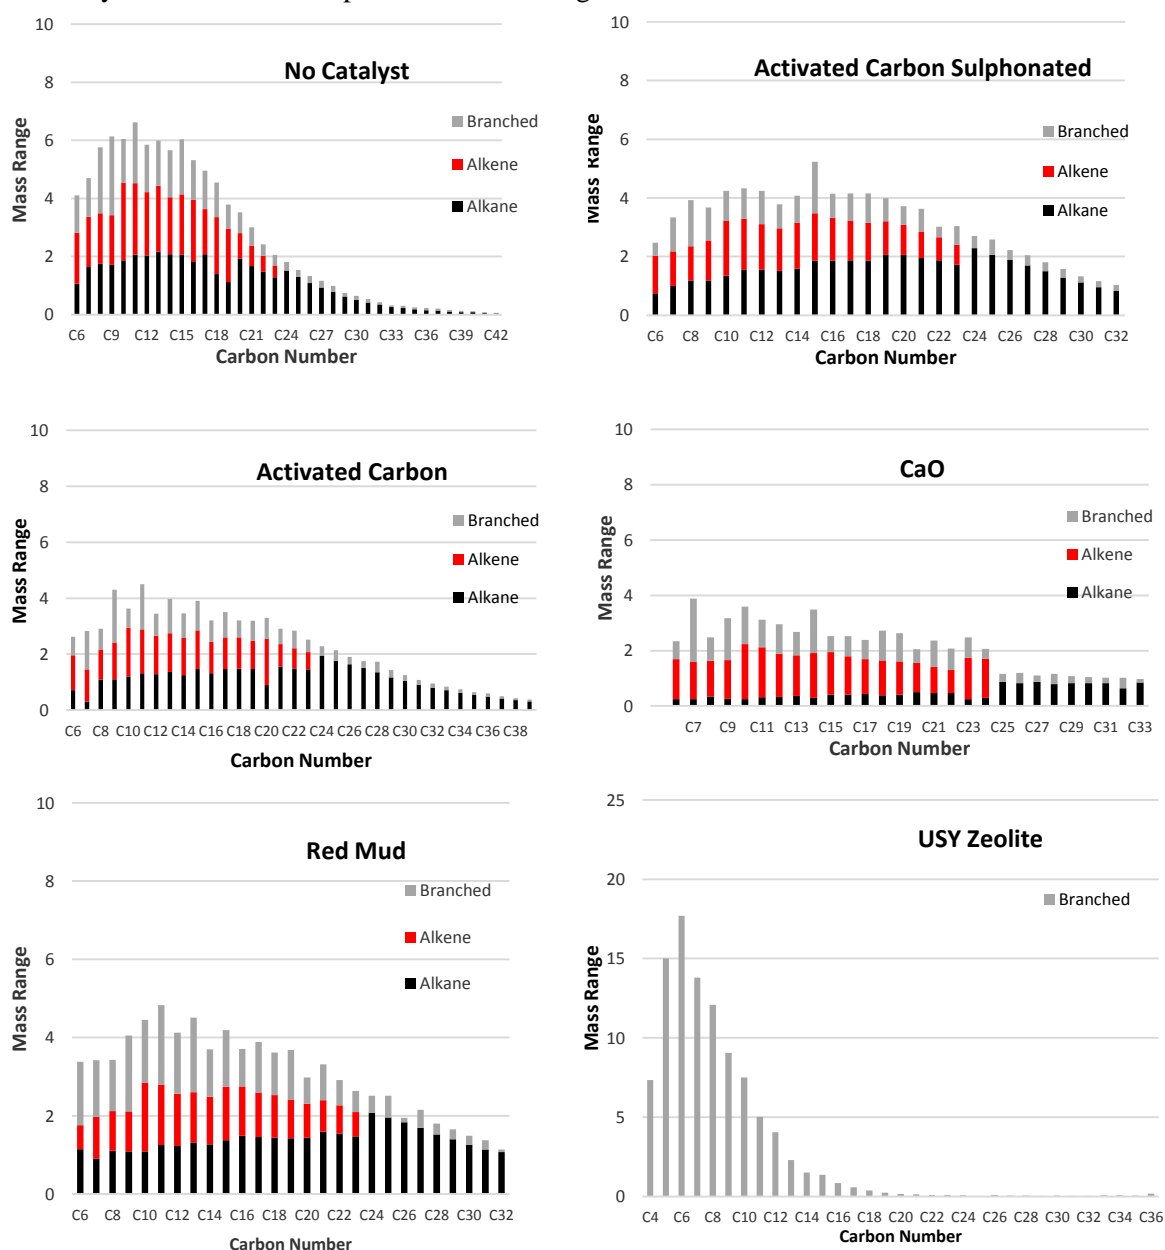 10
8
6
4
2
0
Mass Range
No Catalyst
Branched
Alkene
Alkane
C6 C9 C12 C15 C18 C21 C24 C27 C30 C33 C36 C39 C42
Carbon Number
10
8
6
4
2
0
Mass Range
Activated Carbon Sulphonated
Branched
Alkene
Alkane
C6 C8 C10 C12 C14 C16 C18 C20 C22 C24 C26 C28 C30 C32
Carbon Number
10
8
6
4
2
0
Mass Range
Activated Carbon
Branched
Alkene
Alkane
C6 C8 C10 C12 C14 C16 C18 C20 C22 C24 C26 C28 C30 C32 C34 C36 C38
Carbon Number
10
8
6
4
2
0
Mass Range
CaO
Branched
Alkene
Alkane
C7 C9 C11 C13 C15 C17 C19 C21 C23 C25 C27 C29 C31 C33
Carbon Number
10
8
6
4
2
0
Mass Range
Red Mud
Branched
Alkene
Alkane
C6 C8 C10 C12 C14 C16 C18 C20 C22 C24 C26 C28 C30 C32
Carbon Number
25
20
15
10
5
0
Mass Range
USY Zeolite
Branched
C4 C6 C8 C10 C12 C14 C16 C18 C20 C22 C24 C26 C28 C30 C32 C34 C36
Carbon Number